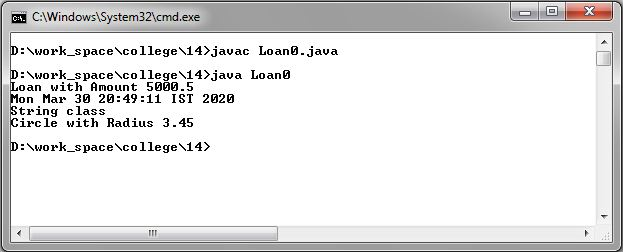 C:\Windows\System32\cmd.exe
D:\work_space\college\14>javac Loan0.java
D:\work_space\college\14>java Loan0
Loan with Amount 5000.5
Mon Mar 30 20:49:11 IST 2020
String class
Circle with Radius 3.45
D:\work_space\college\14>